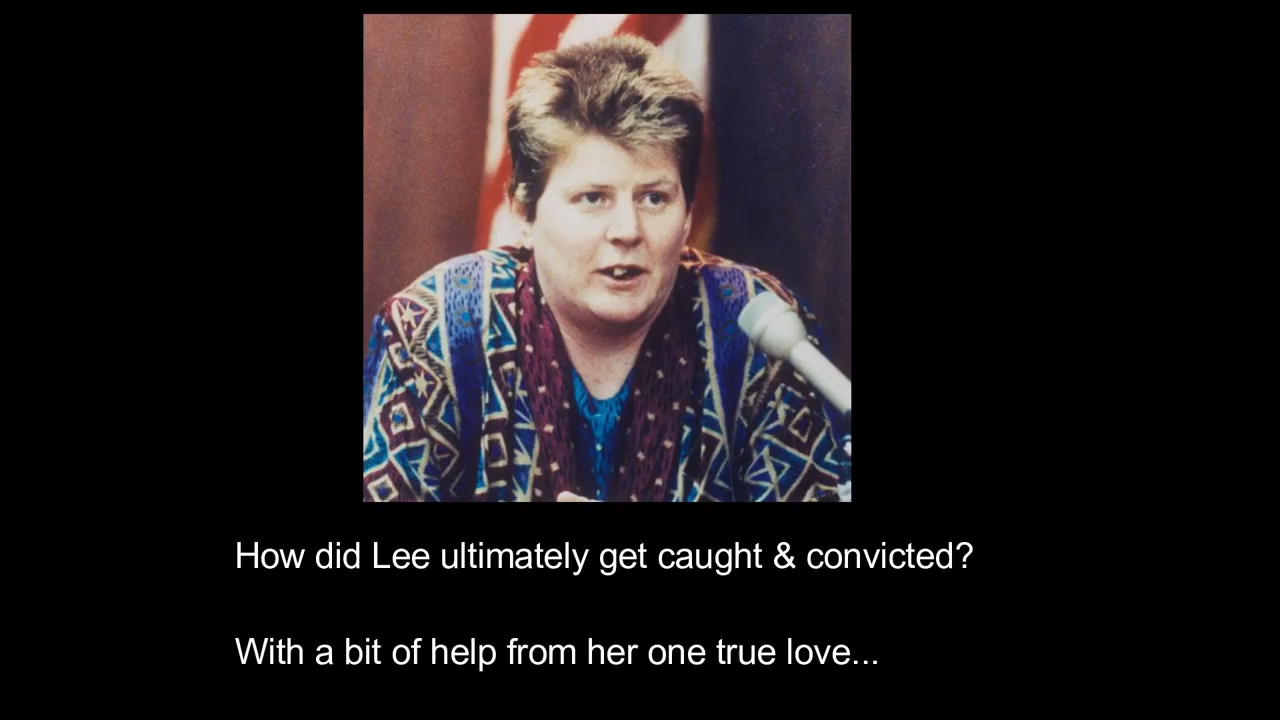 How did Lee ultimately get caught & convicted?
With a bit of help from her one true love...